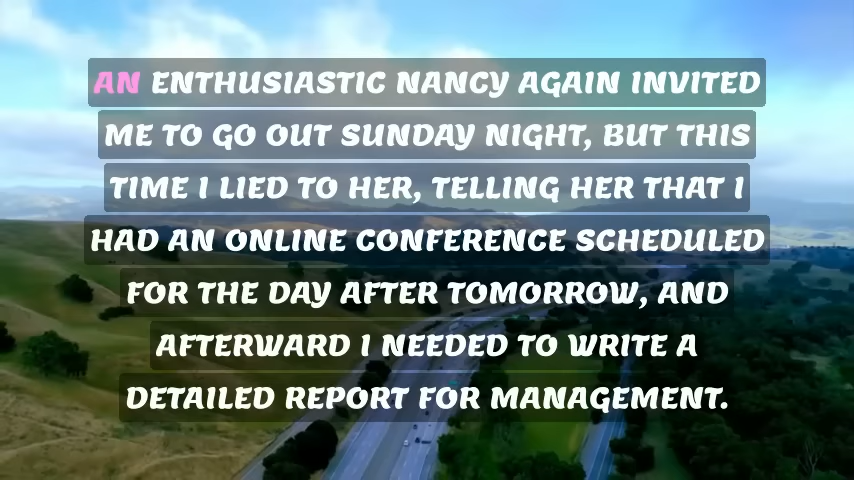 AN ENTHUSIASTIC NANCY AGAIN INVITED
ME TO GO OUT SUNDAY NIGHT, BUT THIS
TIME I LIED TO HER, TELLING HER THAT I
HAD AN ONLINE CONFERENCE SCHEDULED
FOR THE DAY AFTER TOMORROW, AND
AFTERWARD I NEEDED TO WRITE A
DETAILED REPORT FOR MANAGEMENT.